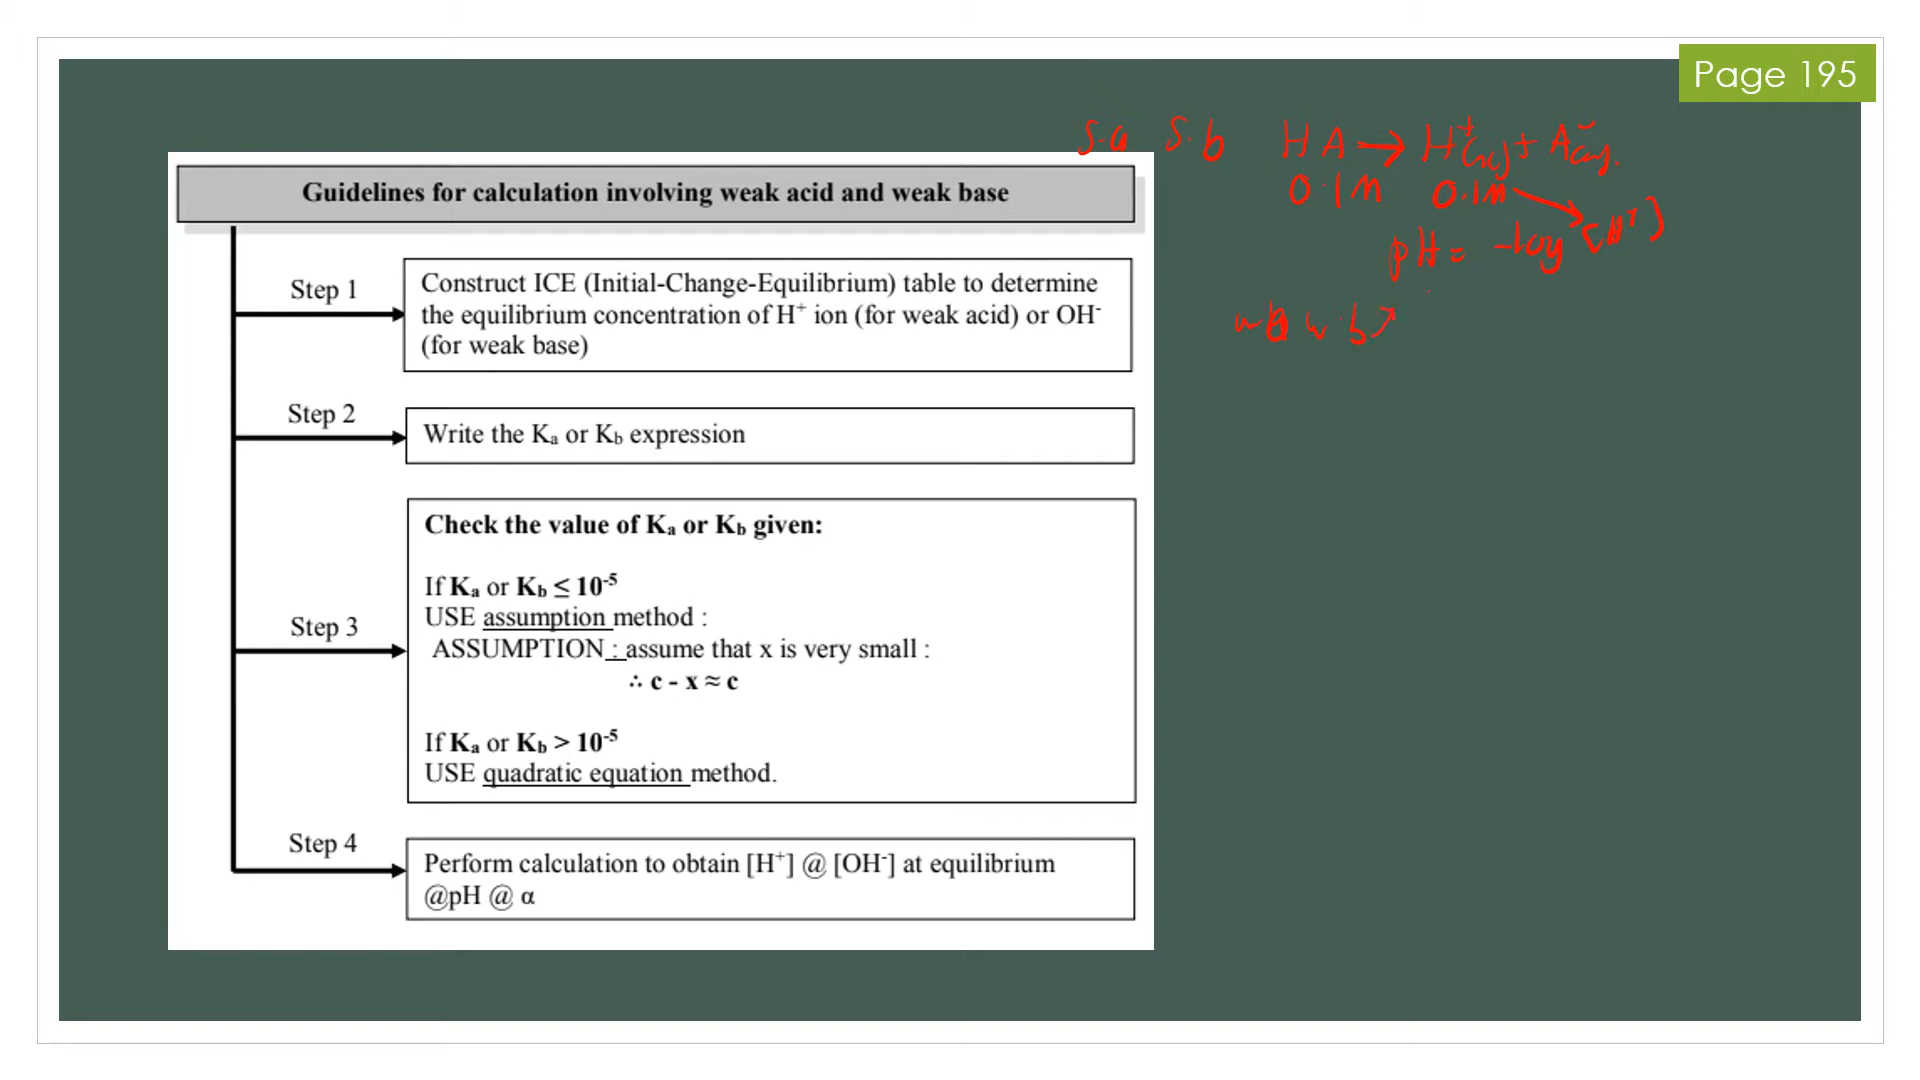 Page 195
s.a s.b HA → H⁺(aq) + A⁻(aq).
0.1M 0.1M
pH = -log [H⁺]
w.b
Guidelines for calculation involving weak acid and weak base
Step 1
Construct ICE (Initial-Change-Equilibrium) table to determine
the equilibrium concentration of H⁺ ion (for weak acid) or OH⁻
(for weak base)
Step 2
Write the Kₐ or K_b expression
Step 3
Check the value of Kₐ or K_b given:
If Kₐ or K_b ≤ 10⁻⁵
USE assumption method :
ASSUMPTION : assume that x is very small :
∴ c - x ≈ c
If Kₐ or K_b > 10⁻⁵
USE quadratic equation method.
Step 4
Perform calculation to obtain [H⁺] @ [OH⁻] at equilibrium
@pH @ α